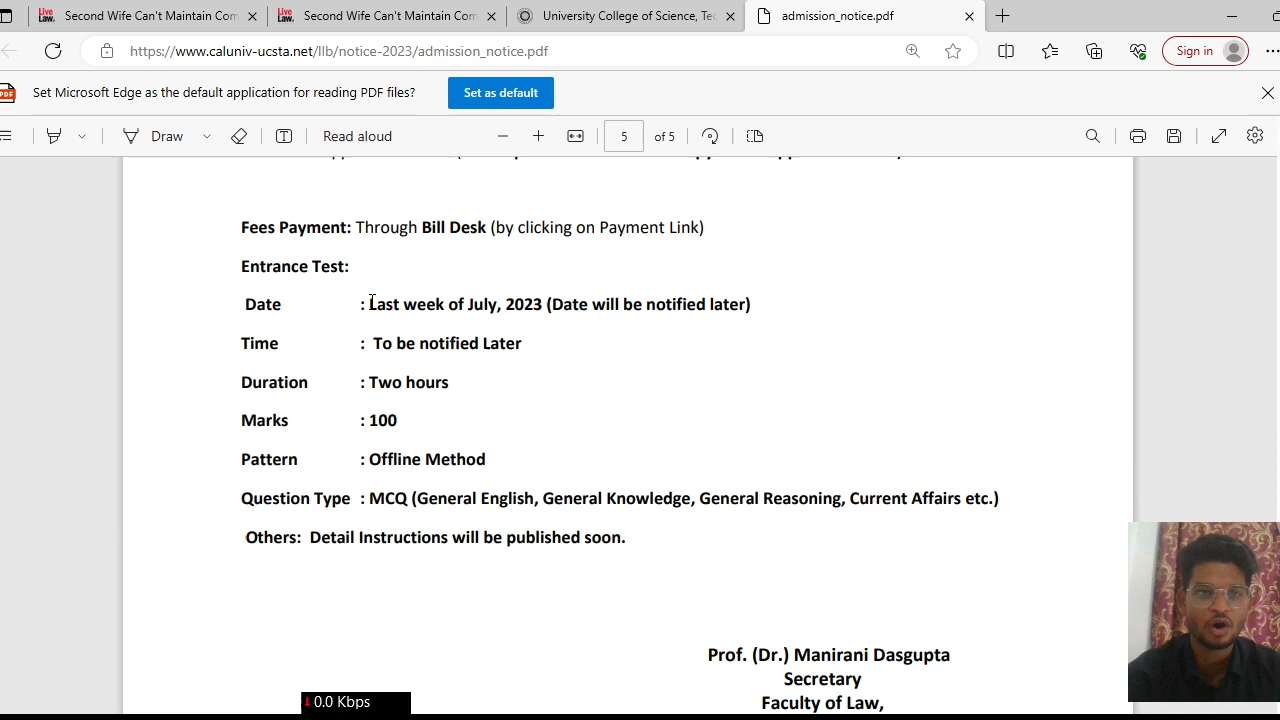 Second Wife Can't Maintain Com
Second Wife Can't Maintain Com
University College of Science, Tec
admission_notice.pdf
https://www.caluniv-ucsta.net/llb/notice-2023/admission_notice.pdf
Sign in
Set Microsoft Edge as the default application for reading PDF files?
Set as default
Draw
Read aloud
5
of 5
Fees Payment: Through Bill Desk (by clicking on Payment Link)
Entrance Test:
Date : Last week of July, 2023 (Date will be notified later)
Time : To be notified Later
Duration : Two hours
Marks : 100
Pattern : Offline Method
Question Type : MCQ (General English, General Knowledge, General Reasoning, Current Affairs etc.)
Others: Detail Instructions will be published soon.
Prof. (Dr.) Manirani Dasgupta
Secretary
Faculty of Law,
0.0 Kbps